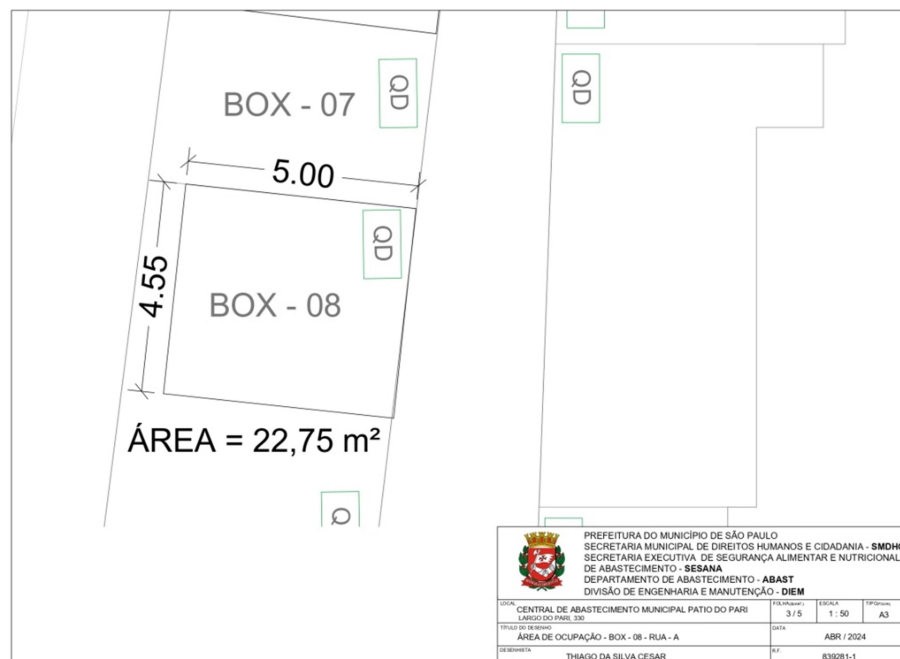 BOX - 07
QD
QD
5.00
QD
4.55
BOX - 08
ÁREA = 22,75 m²
PREFEITURA DO MUNICÍPIO DE SÃO PAULO
SECRETARIA MUNICIPAL DE DIREITOS HUMANOS E CIDADANIA - SMDHC
SECRETARIA EXECUTIVA DE SEGURANÇA ALIMENTAR E NUTRICIONAL
DE ABASTECIMENTO - SESANA
DEPARTAMENTO DE ABASTECIMENTO - ABAST
DIVISÃO DE ENGENHARIA E MANUTENÇÃO - DIEM
LOCAL
CENTRAL DE ABASTECIMENTO MUNICIPAL PATIO DO PARI
LARGO DO PARI, 330
3 / 5
ESCALA
1 : 50
A3
TÍTULO DO DESENHO
ÁREA DE OCUPAÇÃO - BOX - 08 - RUA - A
DATA
ABR / 2024
DESENHISTA
THIAGO DA SILVA CESAR
R.F.
839281-1